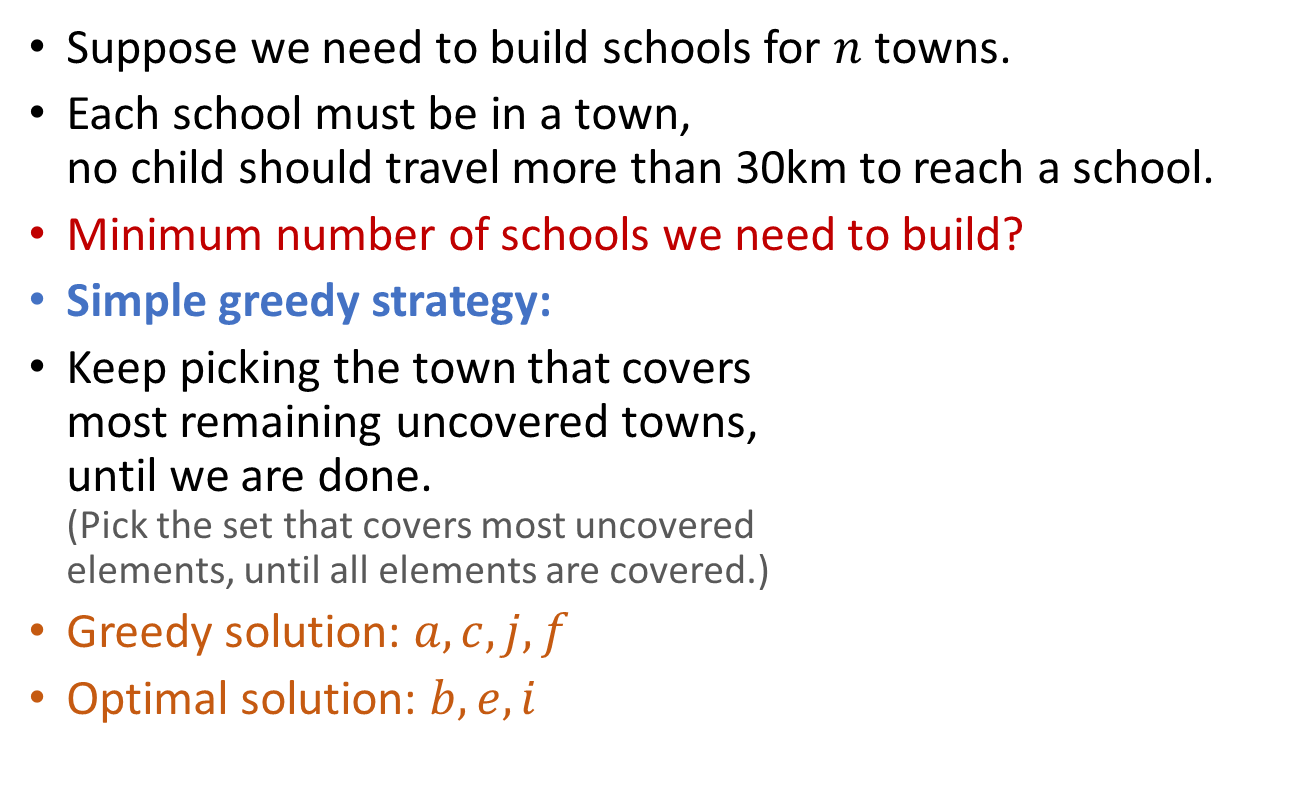 • Suppose we need to build schools for n towns.
• Each school must be in a town,
no child should travel more than 30km to reach a school.
• Minimum number of schools we need to build?
• Simple greedy strategy:
• Keep picking the town that covers
most remaining uncovered towns,
until we are done.
(Pick the set that covers most uncovered
elements, until all elements are covered.)
• Greedy solution: a, c, j, f
• Optimal solution: b, e, i